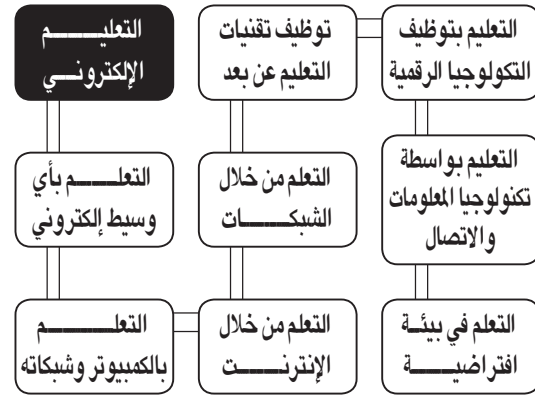 التعليم بتوظيف
التكولوجيا الرقمية
توظيف تقنيات
التعليم عن بعد
التعليم
الإلكتروني
التعليم بواسطة
تكنولوجيا المعلومات
والاتصال
التعلم من خلال
الشبكات
التعلم بأي
وسيط إلكتروني
التعلم في بيئة
افتراضية
التعلم من خلال
الإنترنت
التعلم
بالكمبيوتر وشبكاته